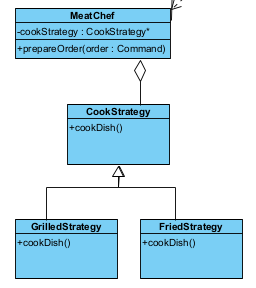 MeatChef
-cookStrategy : CookStrategy*
+prepareOrder(order : Command)
CookStrategy
+cookDish()
GrilledStrategy
+cookDish()
FriedStrategy
+cookDish()